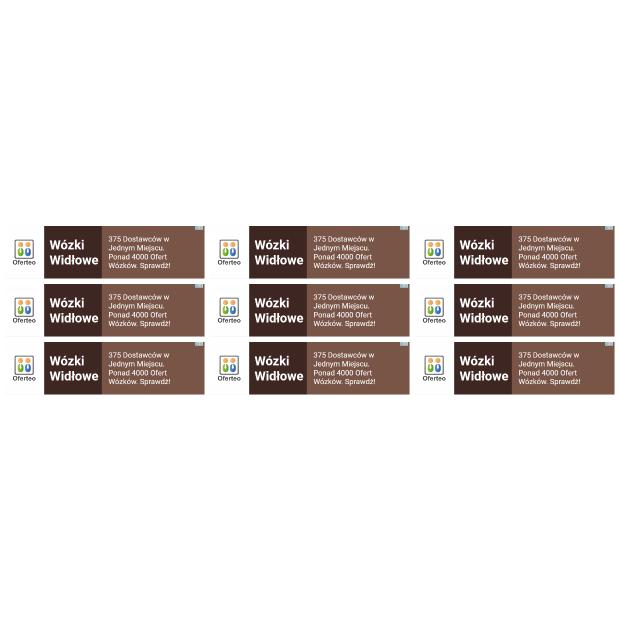 Oferteo
Wózki
Widłowe
375 Dostawców w
Jednym Miejscu.
Ponad 4000 Ofert
Wózków. Sprawdź!
Oferteo
Wózki
Widłowe
375 Dostawców w
Jednym Miejscu.
Ponad 4000 Ofert
Wózków. Sprawdź!
Oferteo
Wózki
Widłowe
375 Dostawców w
Jednym Miejscu.
Ponad 4000 Ofert
Wózków. Sprawdź!
Oferteo
Wózki
Widłowe
375 Dostawców w
Jednym Miejscu.
Ponad 4000 Ofert
Wózków. Sprawdź!
Oferteo
Wózki
Widłowe
375 Dostawców w
Jednym Miejscu.
Ponad 4000 Ofert
Wózków. Sprawdź!
Oferteo
Wózki
Widłowe
375 Dostawców w
Jednym Miejscu.
Ponad 4000 Ofert
Wózków. Sprawdź!
Oferteo
Wózki
Widłowe
375 Dostawców w
Jednym Miejscu.
Ponad 4000 Ofert
Wózków. Sprawdź!
Oferteo
Wózki
Widłowe
375 Dostawców w
Jednym Miejscu.
Ponad 4000 Ofert
Wózków. Sprawdź!
Oferteo
Wózki
Widłowe
375 Dostawców w
Jednym Miejscu.
Ponad 4000 Ofert
Wózków. Sprawdź!